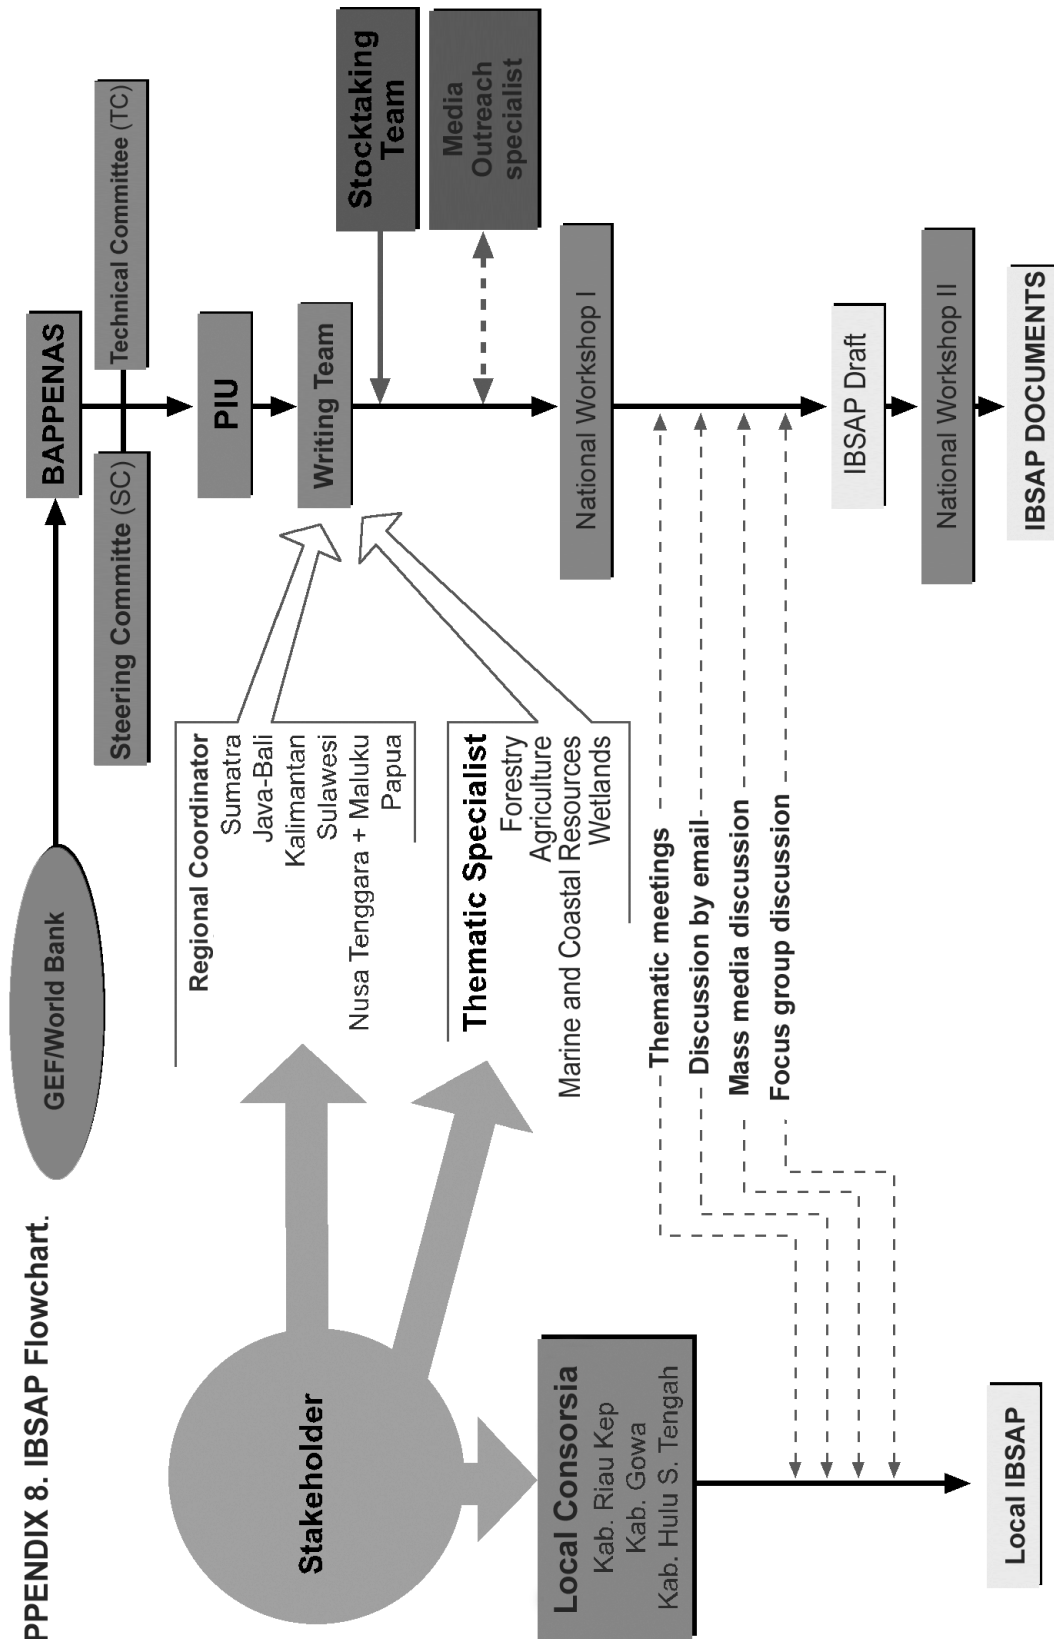 PPENDIX 8. IBSAP Flowchart.
GEF/World Bank
BAPPENAS
Steering Committe (SC)
Technical Committee (TC)
PIU
Writing Team
Stocktaking
Team
Media
Outreach
specialist
Stakeholder
Regional Coordinator
Sumatra
Java-Bali
Kalimantan
Sulawesi
Nusa Tenggara + Maluku
Papua
Thematic Specialist
Forestry
Agriculture
Marine and Coastal Resources
Wetlands
National Workshop I
Local Consorsia
Kab. Riau Kep
Kab. Gowa
Kab. Hulu S. Tengah
Thematic meetings
Discussion by email
Mass media discussion
Focus group discussion
IBSAP Draft
National Workshop II
Local IBSAP
IBSAP DOCUMENTS